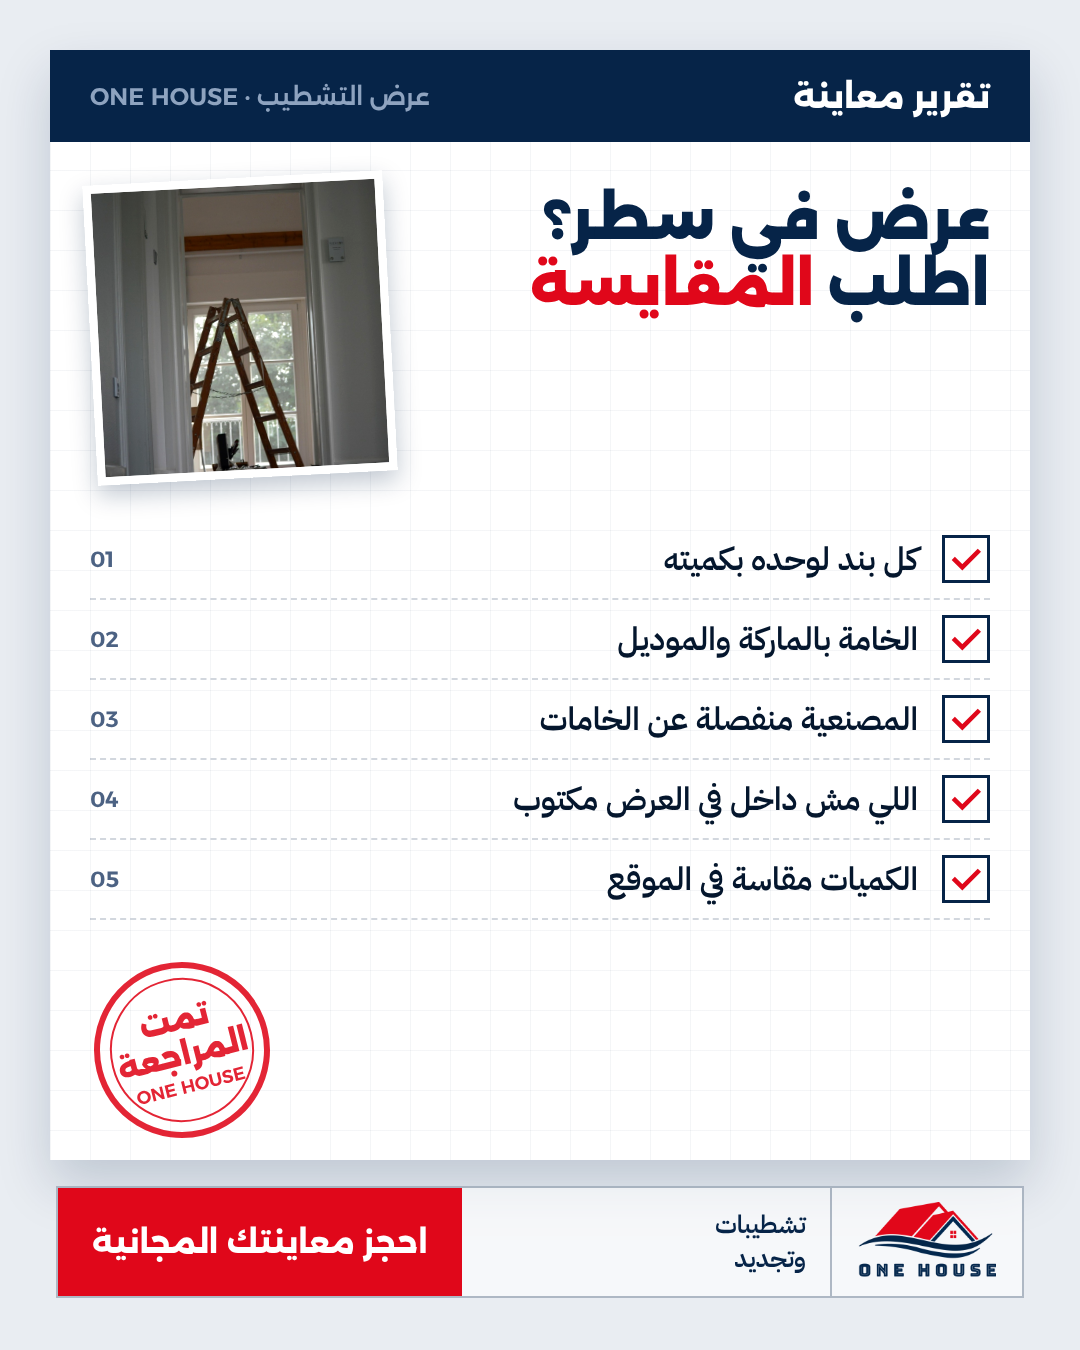 تقرير معاينة
عرض التشطيب · ONE HOUSE
عرض في سطر؟
اطلب المقايسة
كل بند لوحده بكميته
01
الخامة بالماركة والموديل
02
المصنعية منفصلة عن الخامات
03
اللي مش داخل في العرض مكتوب
04
الكميات مقاسة في الموقع
05
تمت
المراجعة
ONE HOUSE
ONE HOUSE
تشطيبات
وتجديد
احجز معاينتك المجانية